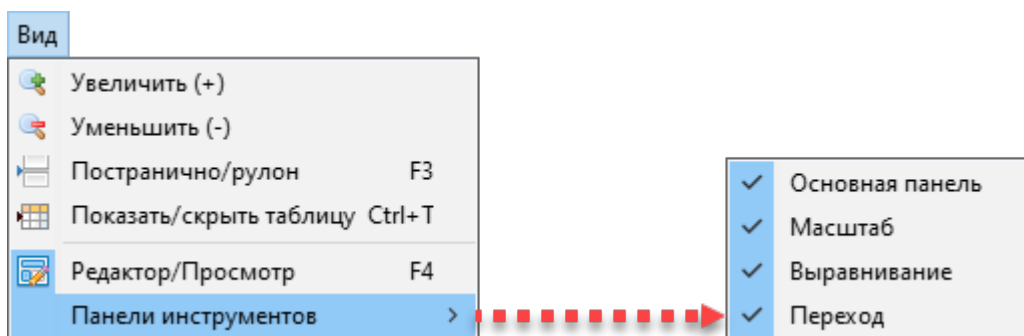 Вид
Увеличить (+)
Уменьшить (-)
Постранично/рулон F3
Показать/скрыть таблицу Ctrl+T
Редактор/Просмотр F4
Панели инструментов
Основная панель
Масштаб
Выравнивание
Переход